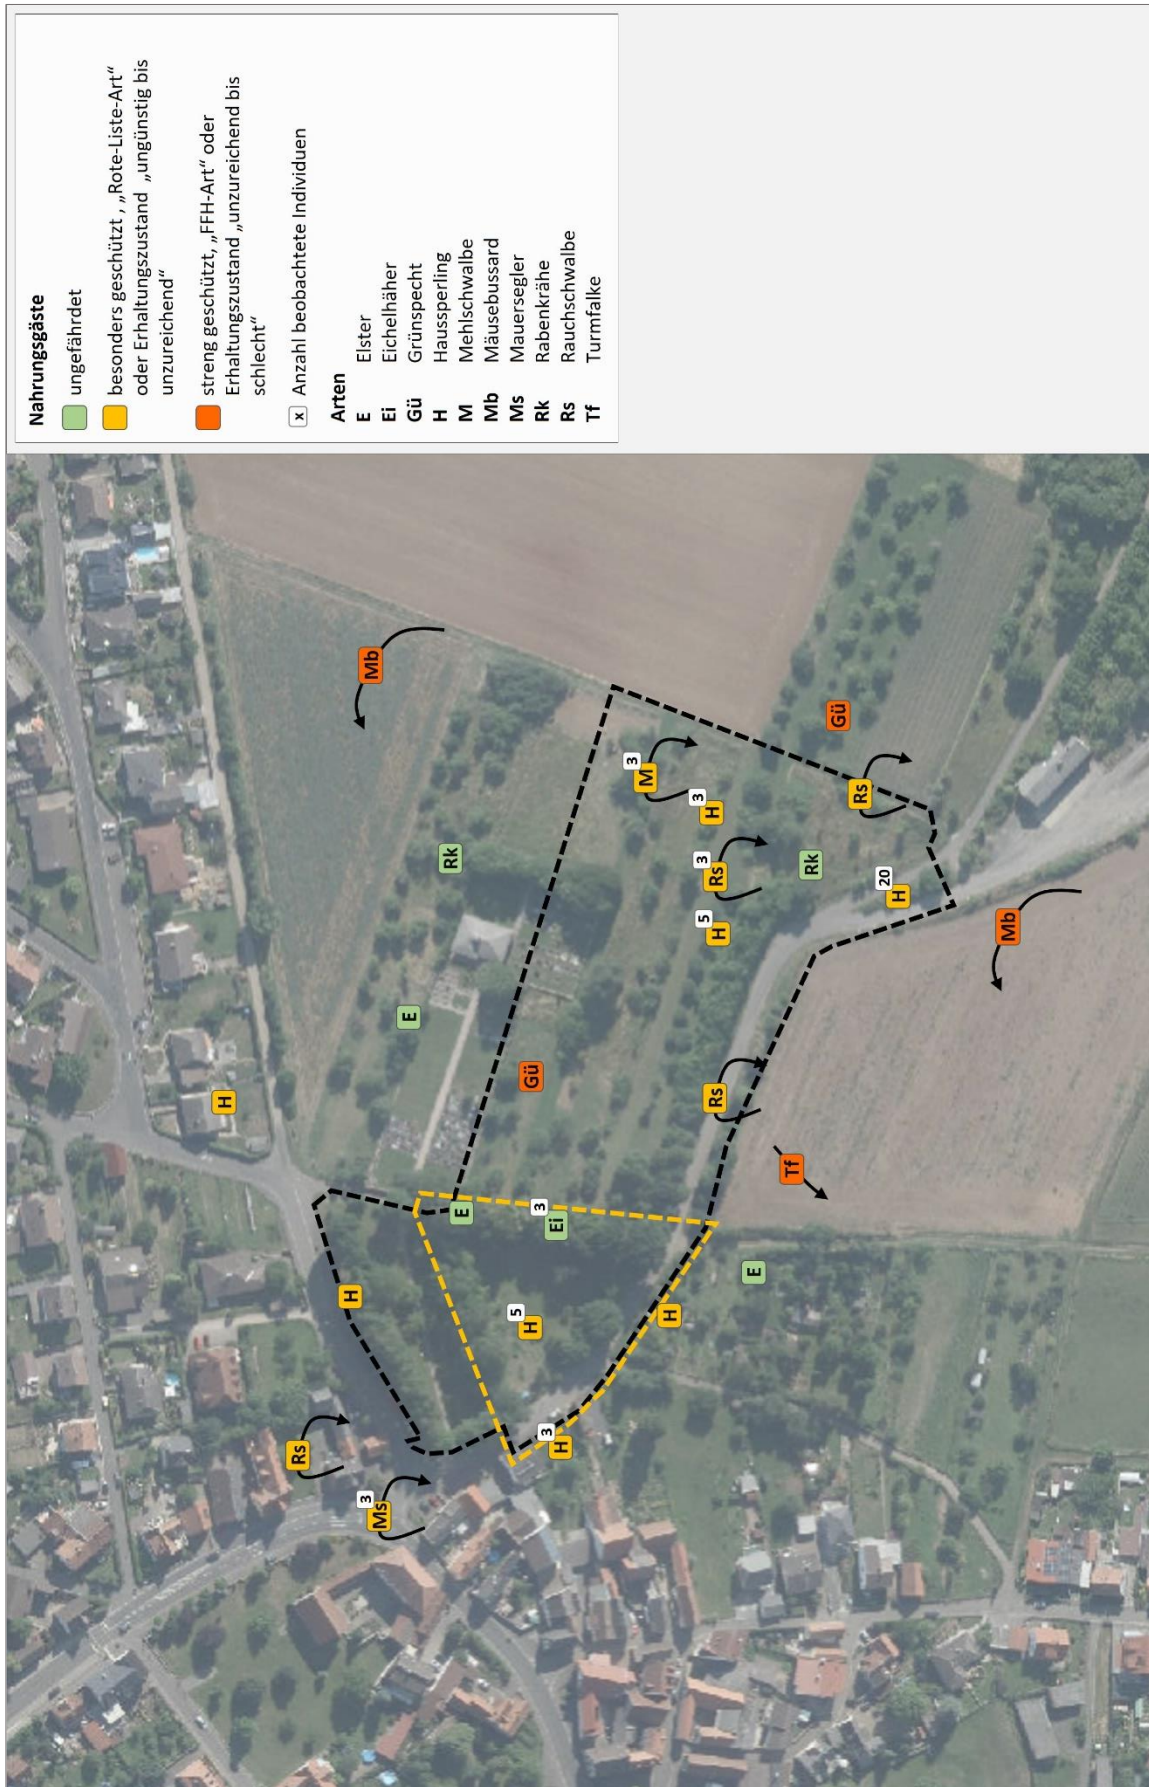 Nahrungsgäste
ungefährdet
besonders geschützt , „Rote-Liste-Art“
oder Erhaltungszustand „ungünstig bis
unzureichend“
streng geschützt, „FFH-Art“ oder
Erhaltungszustand „unzureichend bis
schlecht“
x Anzahl beobachtete Individuen
Arten
E Elster
Ei Eichelhäher
Gü Grünspecht
H Haussperling
M Mehlschwalbe
Mb Mäusebussard
Ms Mauersegler
Rk Rabenkrähe
Rs Rauchschwalbe
Tf Turmfalke
H
Rs
H
3
Ms
Mb
E
Rk
E
5
H
Gü
3
Ei
3
H
3
M
H
3
H
3
Rs
5
H
Rs
E
Tf
Rk
Gü
Rs
20
H
Mb